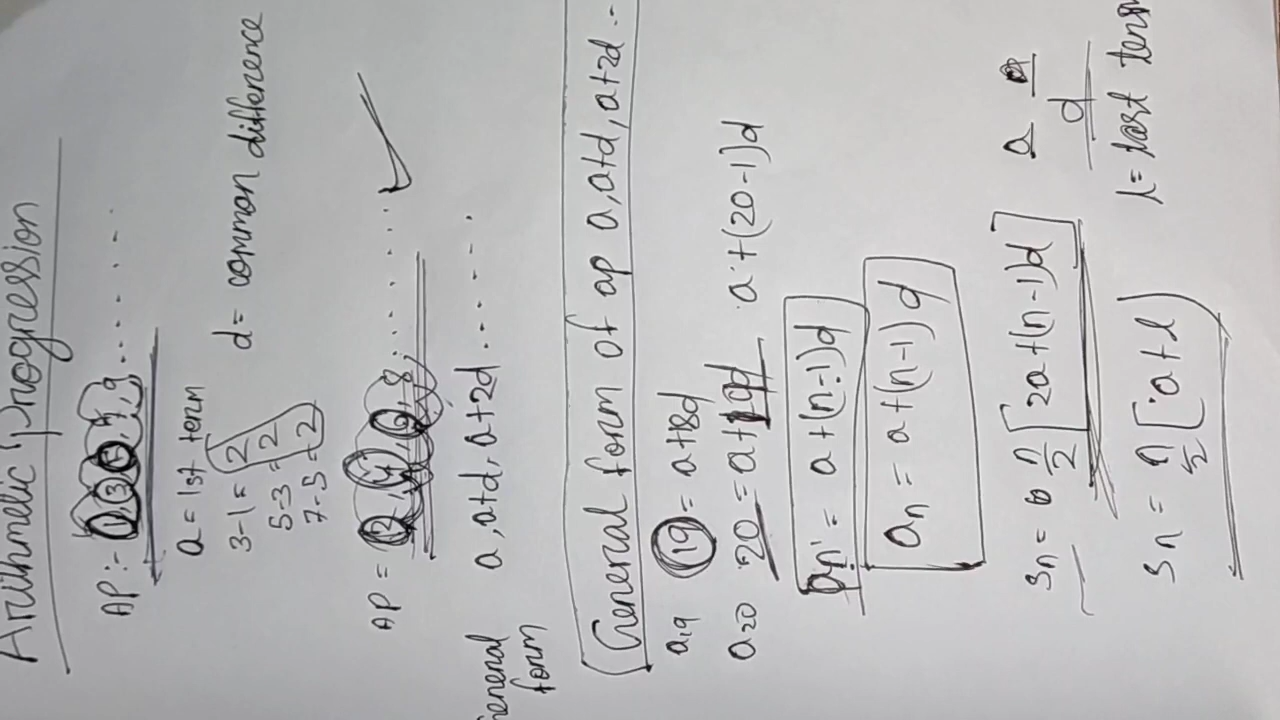 Arithmetic Progression
AP:- 1, 3, 5, 7, 9, . . . . . .
a = 1st term
3-1 = 2
5-3 = 2
7-5 = 2
d = common difference
AP = 2, 4, 6, 8, . . . . . .
General form
a, a+d, a+2d . . . . . .
General form of ap a, a+d, a+2d . -
a19 19 = a+18d
a20 20 = a+19d a+(20-1)d
n = a+(n-1)d
an = a+(n-1)d
Sn = n/2 [2a+(n-1)d]
a
d
Sn = n/2 [a+l)
l = last term